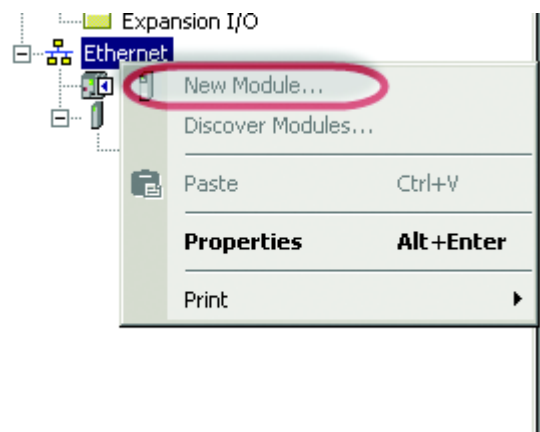 Expansion I/O
Ethernet
New Module...
Discover Modules...
Paste Ctrl+V
Properties Alt+Enter
Print